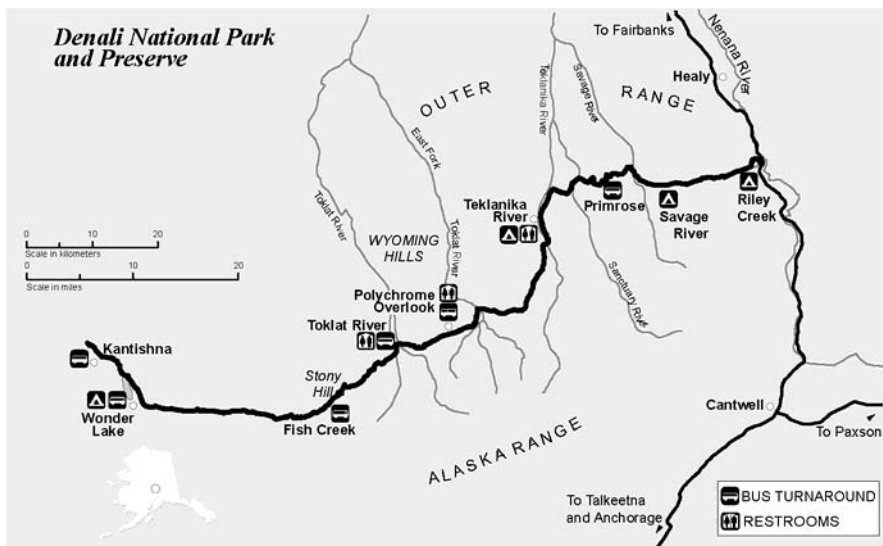 Denali National Park
and Preserve
To Fairbanks
Nenana River
Healy
OUTER
RANGE
Teklanika River
Savage River
East Fork
Toklat River
Toklat River
Teklanika
River
Primrose
Savage
River
Riley
Creek
WYOMING
HILLS
Sanctuary River
0 10 20
Scale in kilometers
0 10 20
Scale in miles
Polychrome
Overlook
Toklat River
Kantishna
Stony
Hill
Wonder
Lake
Fish Creek
Cantwell
To Paxson
ALASKA RANGE
To Talkeetna
and Anchorage
BUS TURNAROUND
RESTROOMS